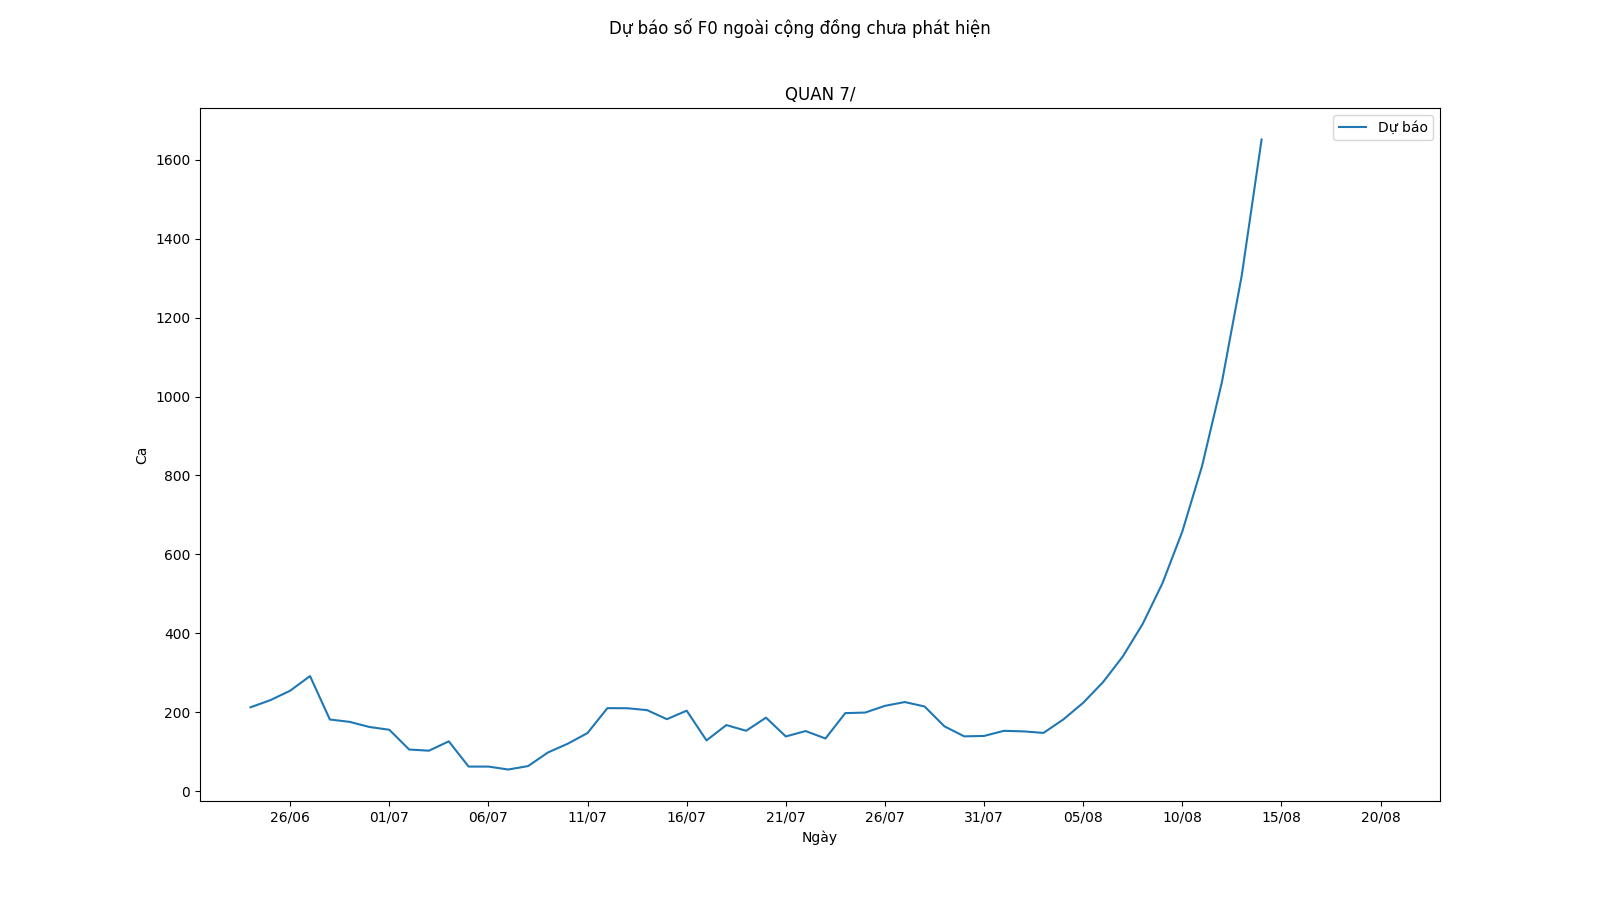 Dự báo số F0 ngoài cộng đồng chưa phát hiện
QUAN 7/
Dự báo
1600
1400
1200
1000
800
600
400
200
0
Ca
26/06 01/07 06/07 11/07 16/07 21/07 26/07 31/07 05/08 10/08 15/08 20/08
Ngày